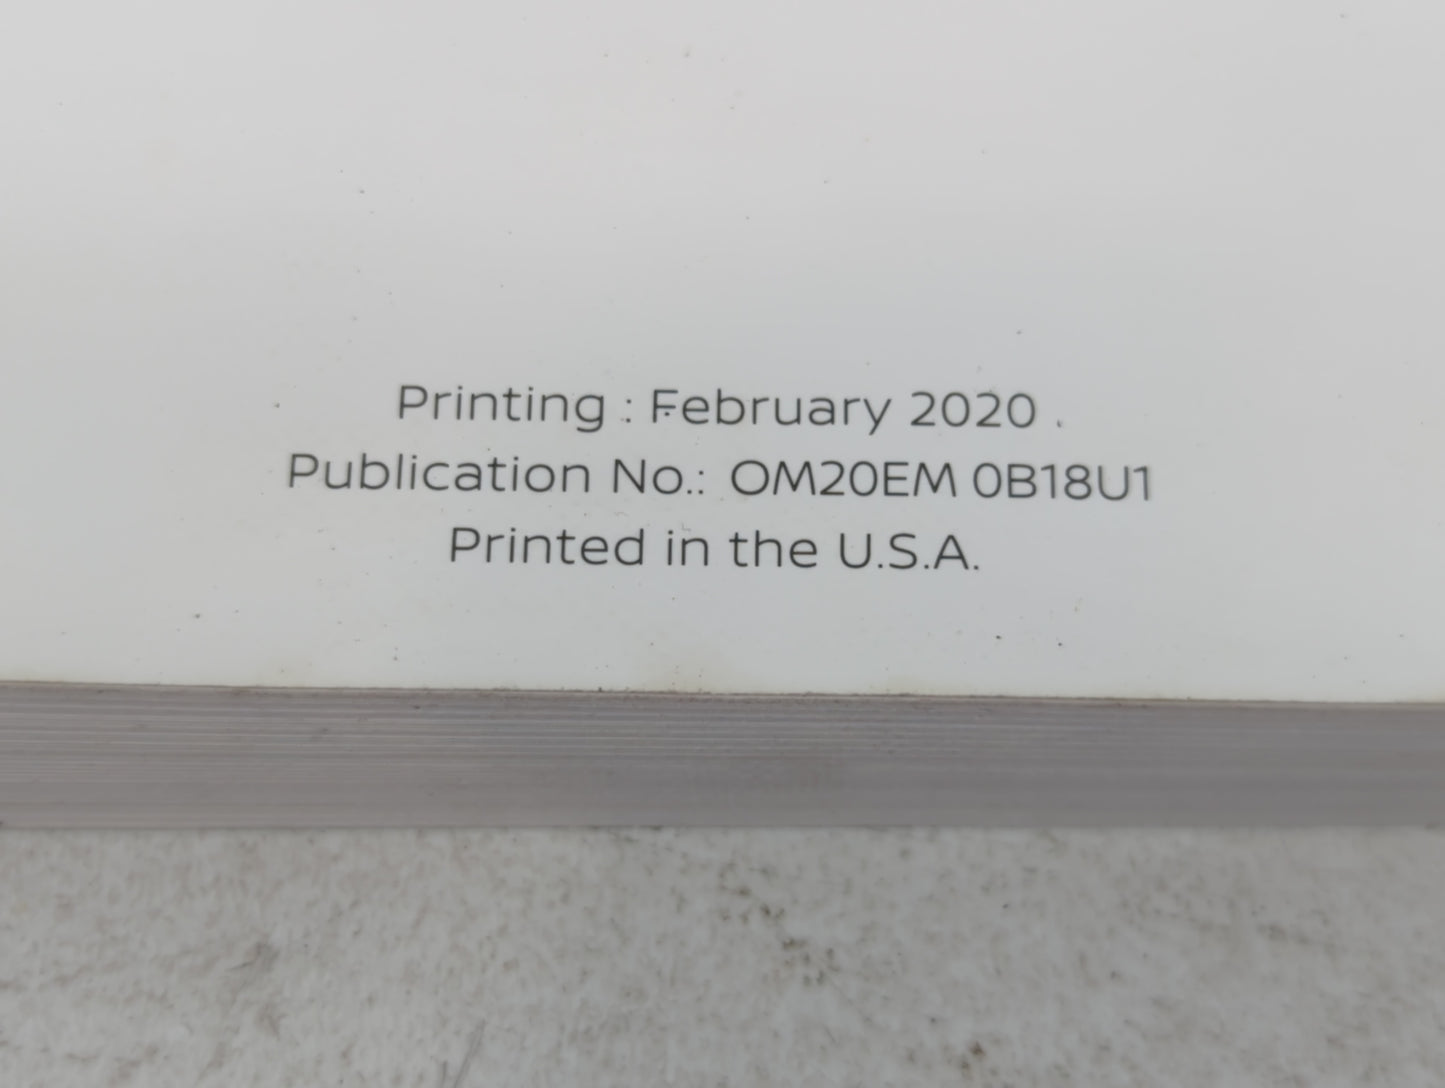 Printing : February 2020
Publication No.: OM20EM 0B18U1
Printed in the U.S.A.